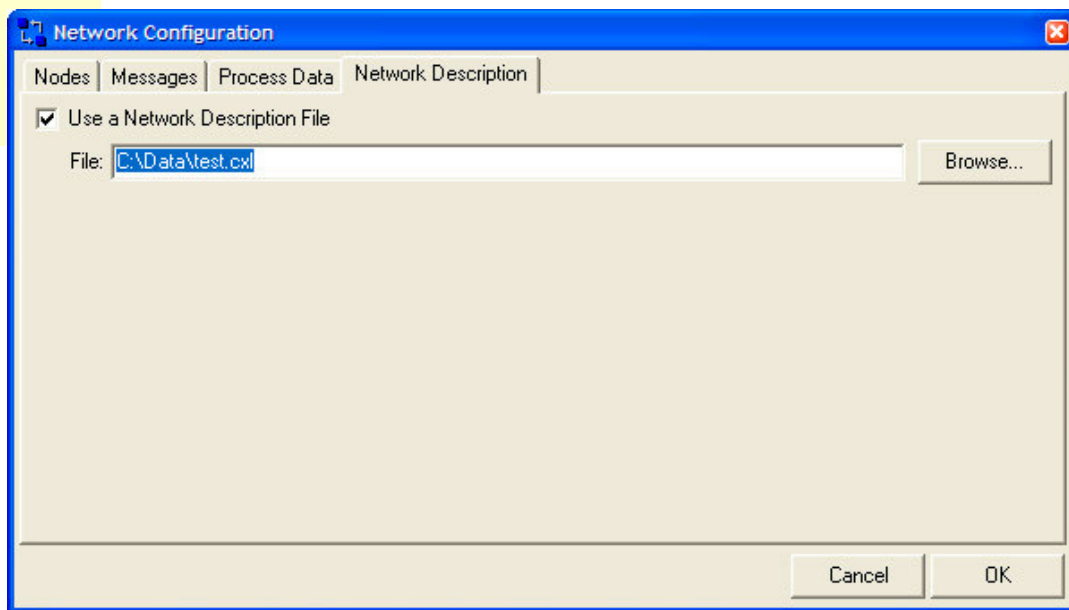 Network Configuration
Nodes Messages Process Data Network Description
Use a Network Description File
File: C:\Data\test.cxl Browse...
Cancel OK